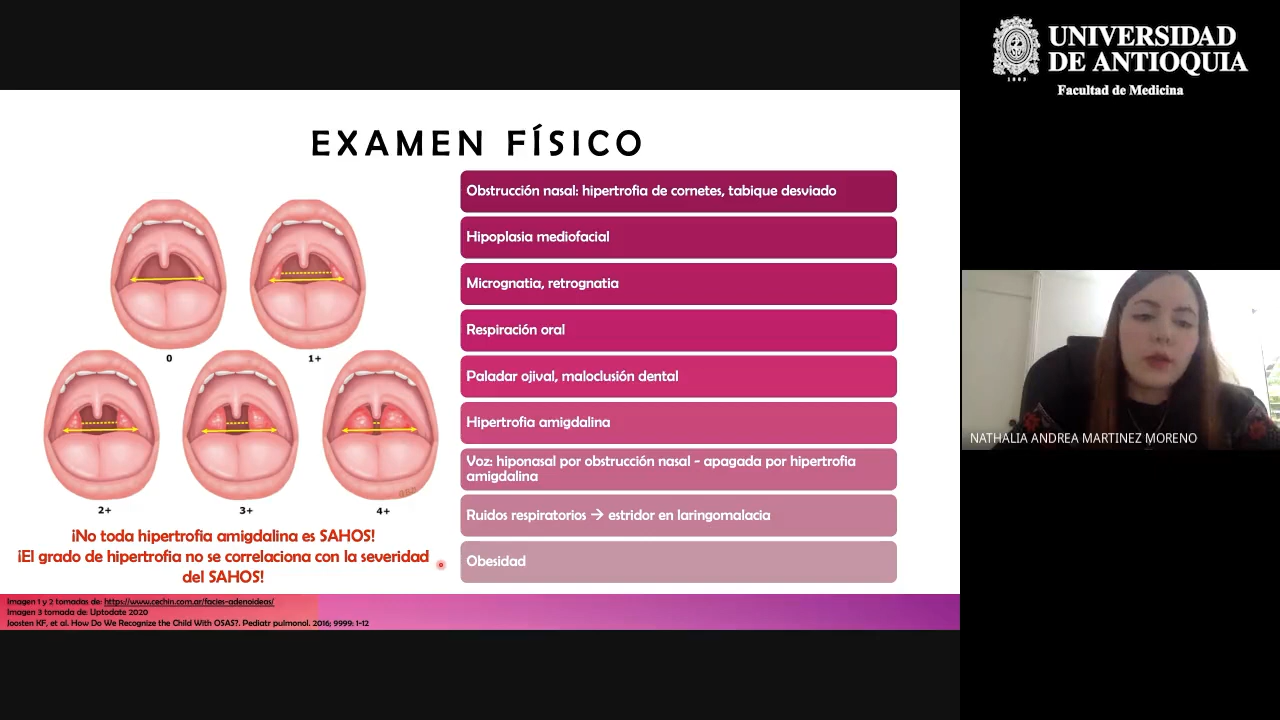 UNIVERSIDAD
DE ANTIOQUIA
1803
Facultad de Medicina
EXAMEN FÍSICO
0
1+
2+
3+
4+
¡No toda hipertrofia amigdalina es SAHOS!
¡El grado de hipertrofia no se correlaciona con la severidad
del SAHOS!
Obstrucción nasal: hipertrofia de cornetes, tabique desviado
Hipoplasia mediofacial
Micrognatia, retrognatia
Respiración oral
Paladar ojival, maloclusión dental
Hipertrofia amigdalina
Voz: hiponasal por obstrucción nasal - apagada por hipertrofia
amigdalina
Ruidos respiratorios → estridor en laringomalacia
Obesidad
Imagen 1 y 2 tomadas de: https://www.cechin.com.ar/facies-adenoideas/
Imagen 3 tomada de: Uptodate 2020
Joosten KF, et al. How Do We Recognize the Child With OSAS?. Pediatr pulmonol. 2016; 9999: 1-12
NATHALIA ANDREA MARTINEZ MORENO